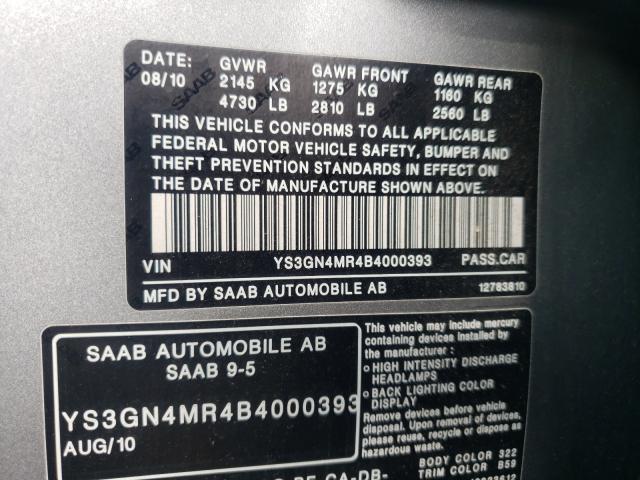 DATE: GVWR GAWR FRONT GAWR REAR
08/10 2145 KG 1275 KG 1160 KG
4730 LB 2810 LB 2560 LB
THIS VEHICLE CONFORMS TO ALL APPLICABLE
FEDERAL MOTOR VEHICLE SAFETY, BUMPER AND
THEFT PREVENTION STANDARDS IN EFFECT ON
THE DATE OF MANUFACTURE SHOWN ABOVE.
VIN YS3GN4MR4B4000393 PASS.CAR
MFD BY SAAB AUTOMOBILE AB 12783810
SAAB AUTOMOBILE AB
SAAB 9-5
YS3GN4MR4B4000393
AUG/10
This vehicle may include mercury
containing devices installed by
the manufacturer:
○ HIGH INTENSITY DISCHARGE
HEADLAMPS
○ BACK LIGHTING COLOR
DISPLAY
Remove devices before vehicle
disposal. Upon removal of devices,
please reuse, recycle or dispose as
hazardous waste.
BODY COLOR 322
TRIM COLOR B59